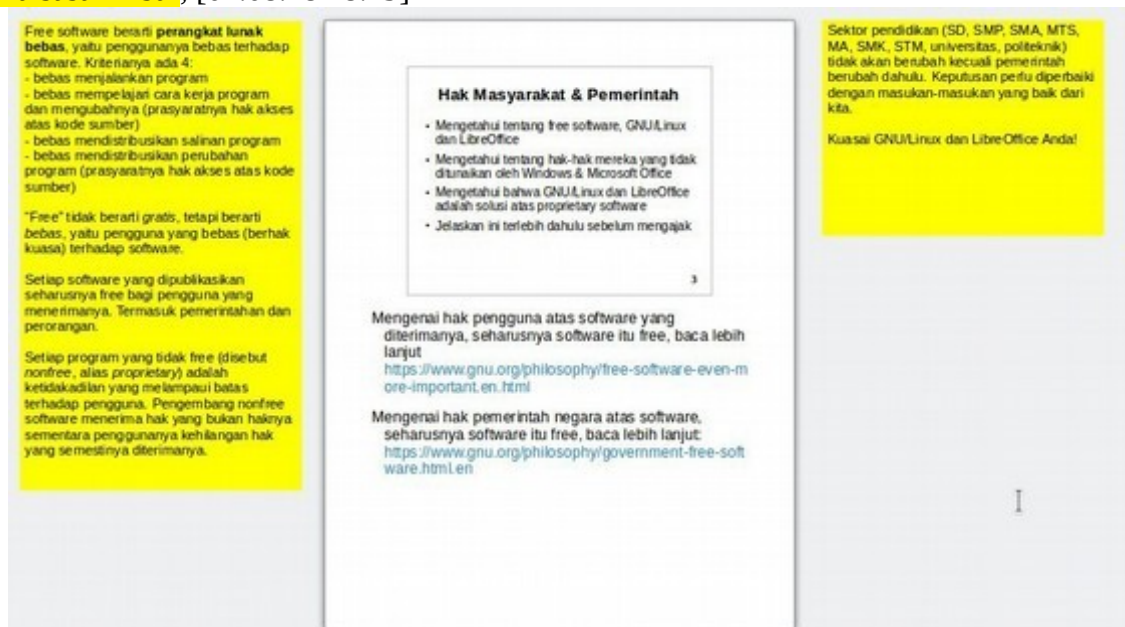 Free software berarti perangkat lunak
bebas, yaitu penggunanya bebas terhadap
software. Kriterianya ada 4:
- bebas menjalankan program
- bebas mempelajari cara kerja program
dan mengubahnya (prasyaratnya hak akses
atas kode sumber)
- bebas mendistribusikan salinan program
- bebas mendistribusikan perubahan
program (prasyaratnya hak akses atas kode
sumber)
"Free" tidak berarti gratis, tetapi berarti
bebas, yaitu pengguna yang bebas (berhak
kuasa) terhadap software.
Setiap software yang dipublikasikan
seharusnya free bagi pengguna yang
menerimanya. Termasuk pemerintahan dan
perorangan.
Setiap program yang tidak free (disebut
nonfree, alias proprietary) adalah
ketidakadilan yang melampaui batas
terhadap pengguna. Pengembang nonfree
software menerima hak yang bukan haknya
sementara penggunanya kehilangan hak
yang semestinya diterimanya.
Hak Masyarakat & Pemerintah
• Mengetahui tentang free software, GNU/Linux
dan LibreOffice
• Mengetahui tentang hak-hak mereka yang tidak
ditunaikan oleh Windows & Microsoft Office
• Mengetahui bahwa GNU/Linux dan LibreOffice
adalah solusi atas proprietary software
• Jelaskan ini terlebih dahulu sebelum mengajak
3
Mengenai hak pengguna atas software yang
diterimanya, seharusnya software itu free, baca lebih
lanjut
https://www.gnu.org/philosophy/free-software-even-m
ore-important.en.html
Mengenai hak pemerintah negara atas software,
seharusnya software itu free, baca lebih lanjut:
https://www.gnu.org/philosophy/government-free-soft
ware.html.en
Sektor pendidikan (SD, SMP, SMA, MTS,
MA, SMK, STM, universitas, politeknik)
tidak akan berubah kecuali pemerintah
berubah dahulu. Keputusan perlu diperbaiki
dengan masukan-masukan yang baik dari
kita.
Kuasai GNU/Linux dan LibreOffice Anda!